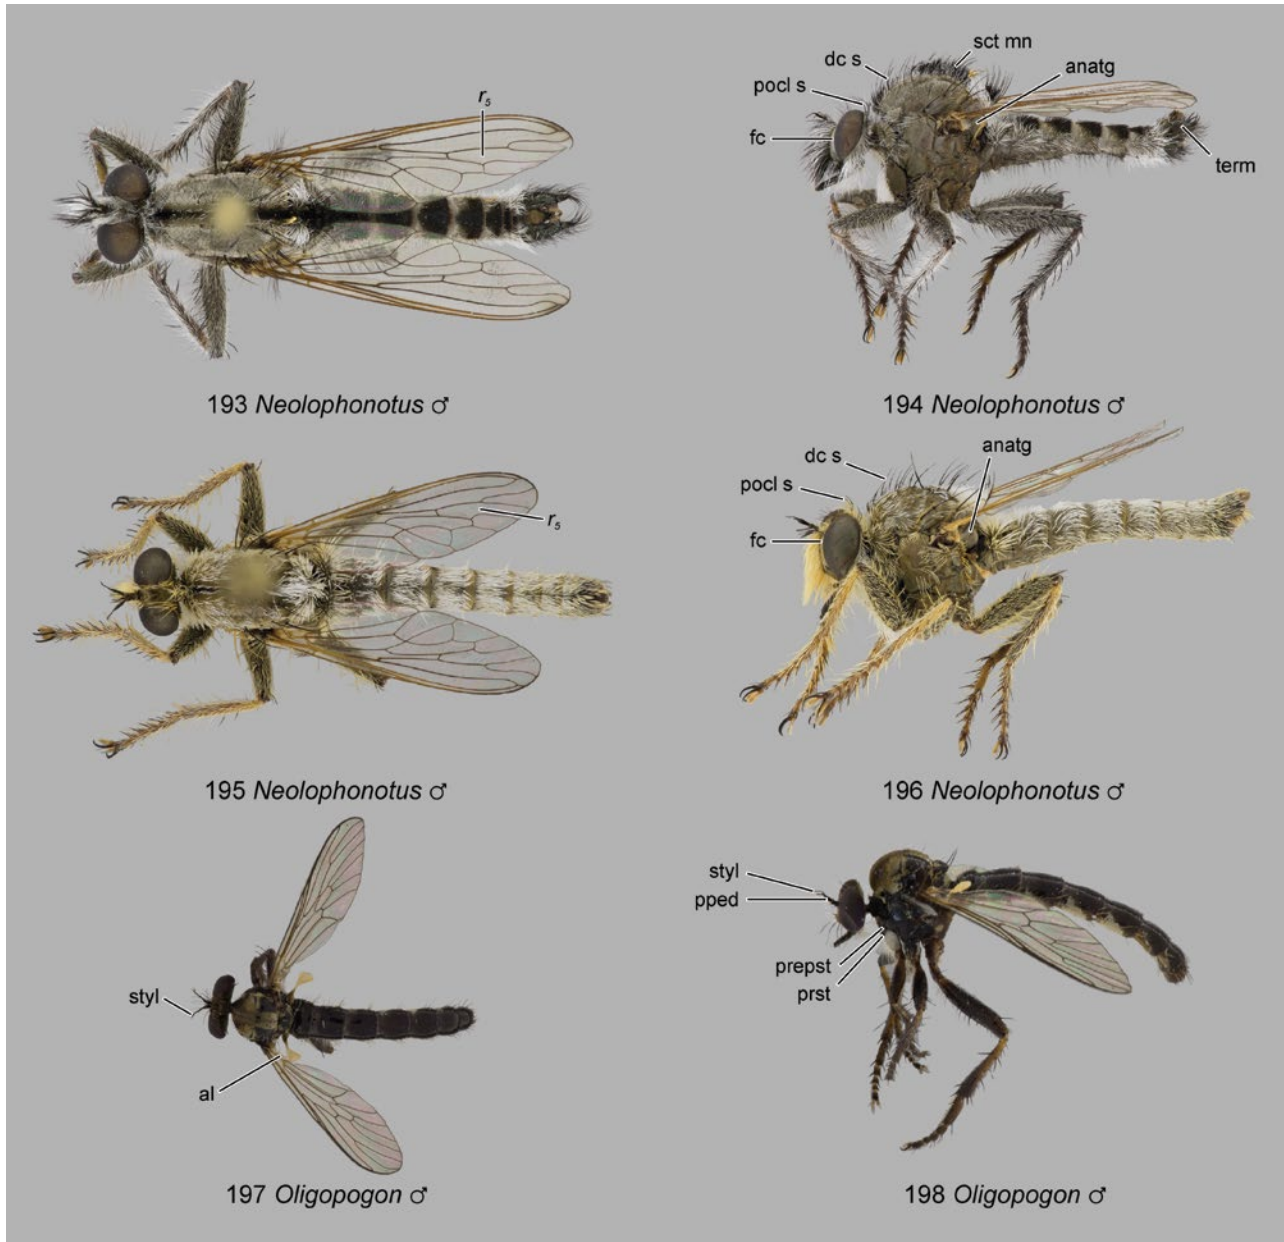 r5
193 Neolophonotus ♂
sct mn
dc s
anatg
pocl s
fc
term
194 Neolophonotus ♂
r5
195 Neolophonotus ♂
anatg
dc s
pocl s
fc
196 Neolophonotus ♂
styl
al
197 Oligopogon ♂
styl
pped
prepst
prst
198 Oligopogon ♂